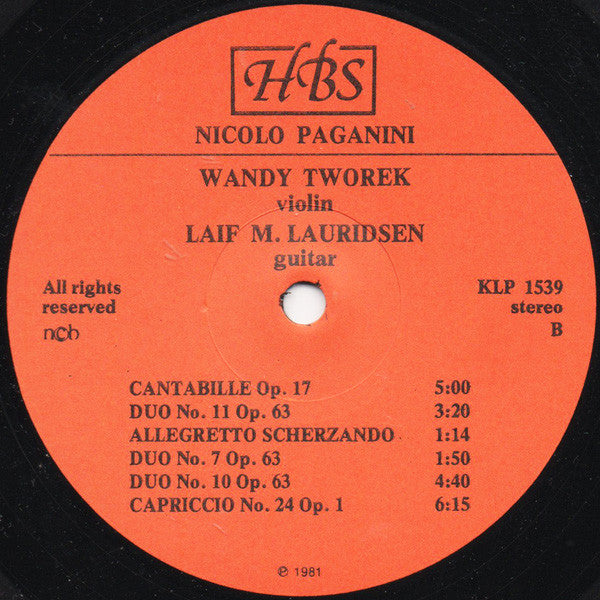 HBS
NICOLO PAGANINI
WANDY TWOREK
violin
LAIF M. LAURIDSEN
guitar
All rights reserved
ncb
KLP 1539
stereo
B
CANTABILLE Op. 17 5:00
DUO No. 11 Op. 63 3:20
ALLEGRETTO SCHERZANDO 1:14
DUO No. 7 Op. 63 1:50
DUO No. 10 Op. 63 4:40
CAPRICCIO No. 24 Op. 1 6:15
℗ 1981